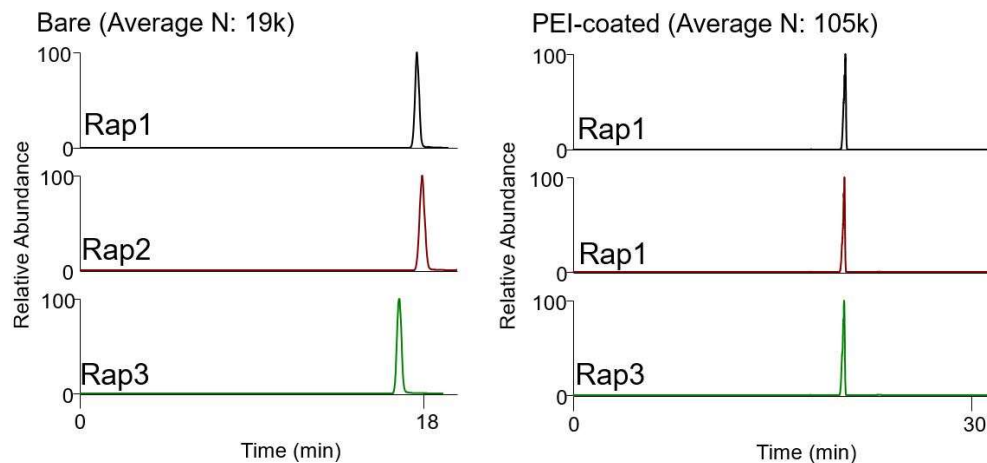 Bare (Average N: 19k)
100
Rap1
0
100
Rap2
0
100
Rap3
0
0
18
Time (min)
Relative Abundance
PEI-coated (Average N: 105k)
100
Rap1
0
100
Rap1
0
100
Rap3
0
0
30
Time (min)
Relative Abundance